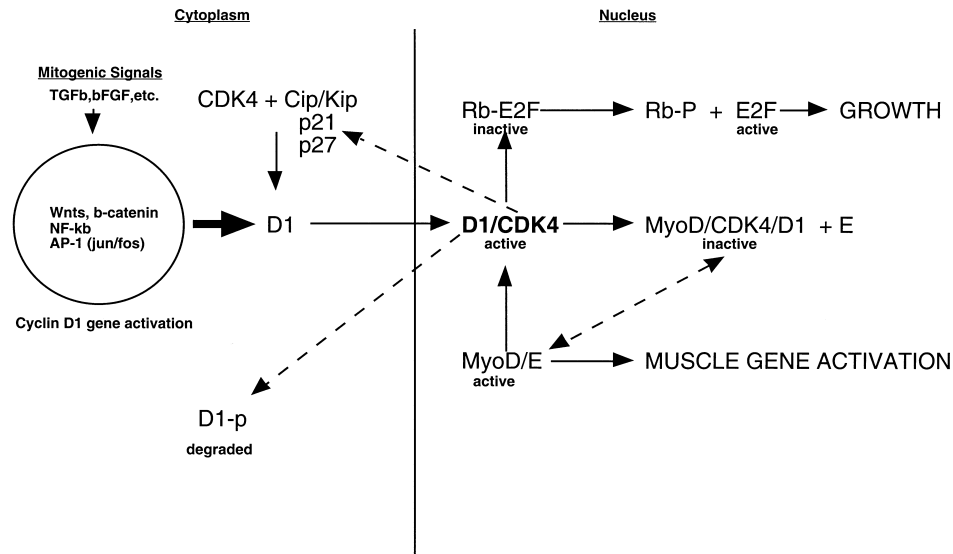 Cytoplasm
Nucleus
Mitogenic Signals
TGFb,bFGF,etc.
CDK4 + Cip/Kip
p21
p27
Rb-E2F
inactive
Rb-P + E2F
active
GROWTH
Wnts, b-catenin
NF-kb
AP-1 (jun/fos)
D1
D1/CDK4
active
MyoD/CDK4/D1 + E
inactive
Cyclin D1 gene activation
MyoD/E
active
MUSCLE GENE ACTIVATION
D1-p
degraded